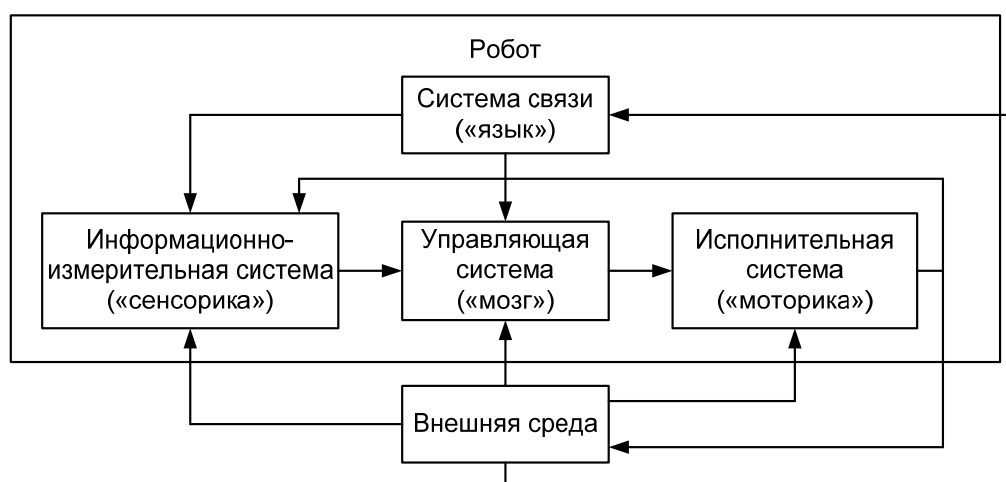 Робот
Система связи
(«язык»)
Информационно-
измерительная система
(«сенсорика»)
Управляющая
система
(«мозг»)
Исполнительная
система
(«моторика»)
Внешняя среда